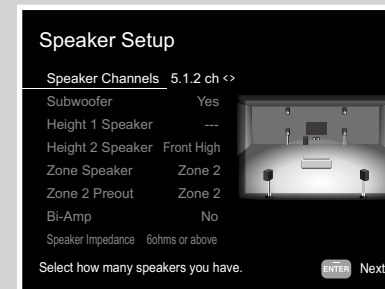 Speaker Setup
Speaker Channels 5.1.2 ch <>
Subwoofer Yes
Height 1 Speaker ---
Height 2 Speaker Front High
Zone Speaker Zone 2
Zone 2 Preout Zone 2
Bi-Amp No
Speaker Impedance 6ohms or above
Select how many speakers you have.
ENTER Next